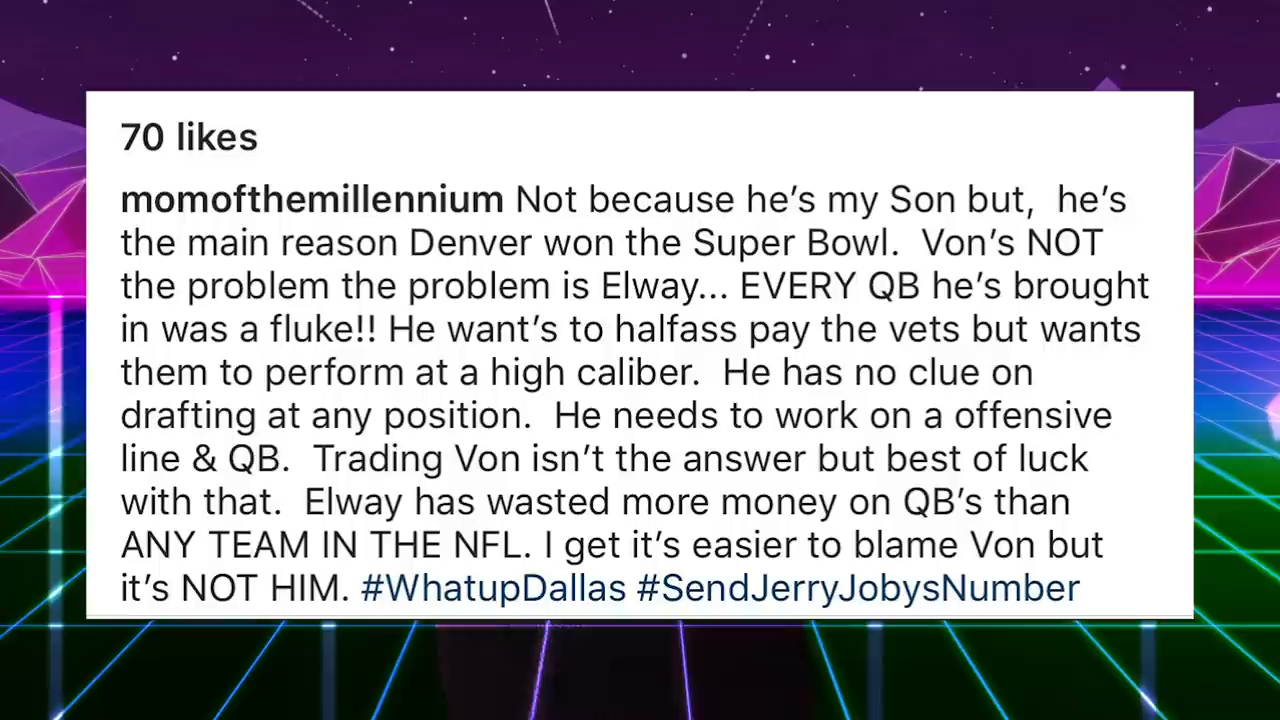 70 likes
momofthemillennium Not because he’s my Son but,  he’s
the main reason Denver won the Super Bowl.  Von’s NOT
the problem the problem is Elway... EVERY QB he’s brought
in was a fluke!! He want’s to halfass pay the vets but wants
them to perform at a high caliber.  He has no clue on
drafting at any position.  He needs to work on a offensive
line & QB.  Trading Von isn’t the answer but best of luck
with that.  Elway has wasted more money on QB’s than
ANY TEAM IN THE NFL. I get it’s easier to blame Von but
it’s NOT HIM. #WhatupDallas #SendJerryJobysNumber